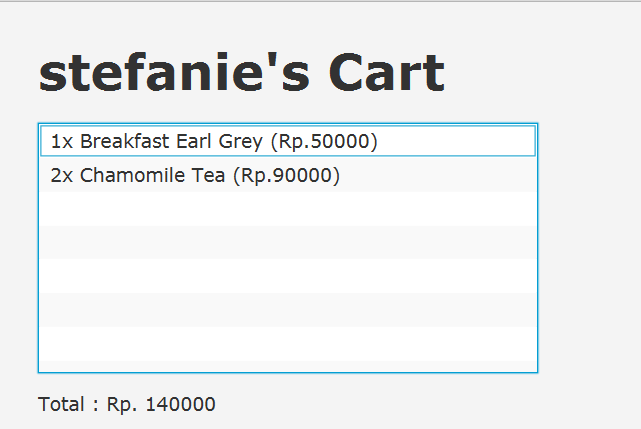 stefanie's Cart
1x Breakfast Earl Grey (Rp.50000)
2x Chamomile Tea (Rp.90000)
Total : Rp. 140000